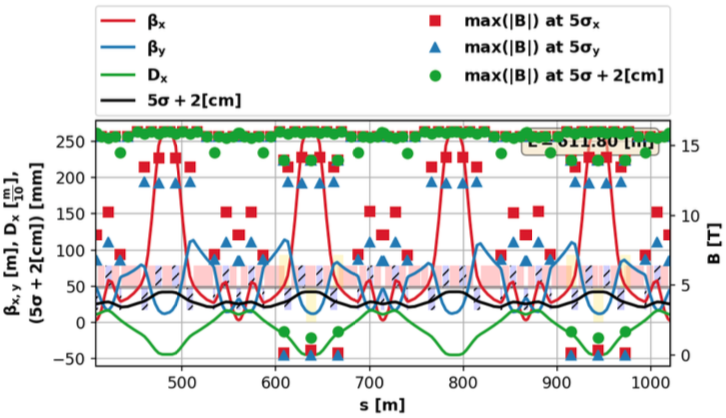 βx
βy
Dx
5σ + 2[cm]
max(|B|) at 5σx
max(|B|) at 5σy
max(|B|) at 5σ + 2[cm]
L = 611.80 [m]
βx,y [m], Dx [m/10],
(5σ + 2[cm]) [mm]
250
200
150
100
50
0
−50
15
10
5
0
B [T]
500 600 700 800 900 1000
s [m]